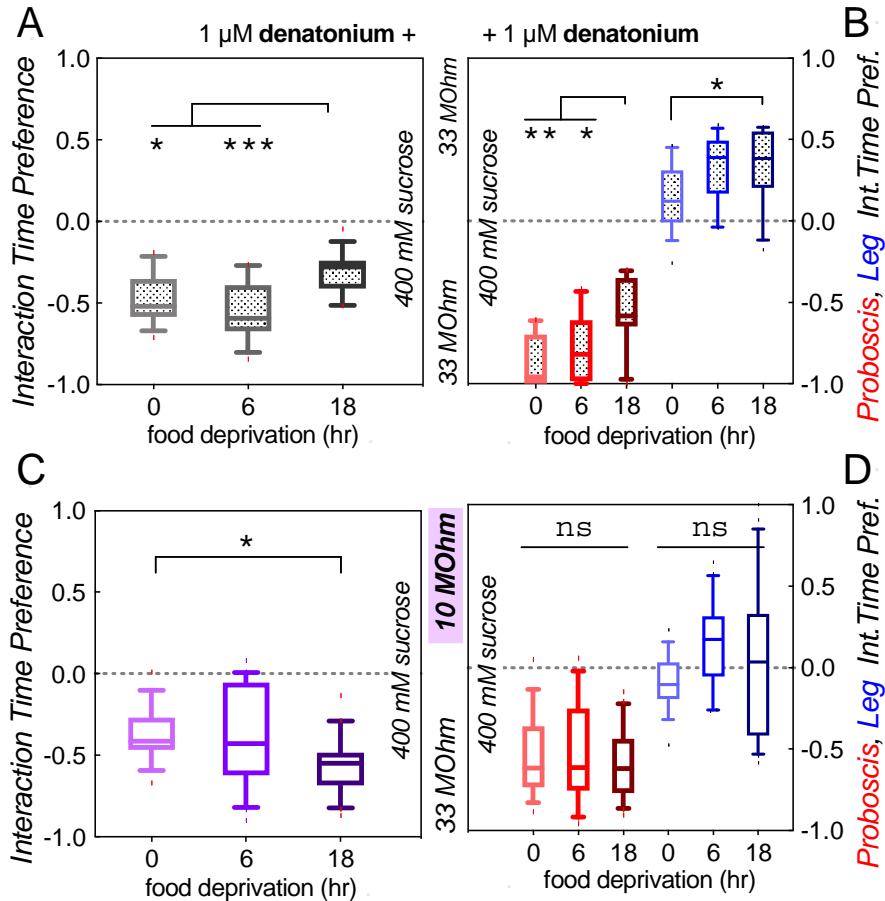 A
1 µM denatonium +
+ 1 µM denatonium
B
Interaction Time Preference
1.0
0.5
0.0
-0.5
-1.0
* ***
400 mM sucrose
0 6 18
food deprivation (hr)
33 MOhm
33 MOhm
400 mM sucrose
** * *
0 6 18 0 6 18
food deprivation (hr)
1.0
0.5
0.0
-0.5
-1.0
Proboscis, Leg Int.Time Pref.
C
Interaction Time Preference
1.0
0.5
0.0
-0.5
-1.0
*
400 mM sucrose
0 6 18
food deprivation (hr)
D
10 MOhm
33 MOhm
400 mM sucrose
ns ns
0 6 18 0 6 18
food deprivation (hr)
1.0
0.5
0.0
-0.5
-1.0
Proboscis, Leg Int.Time Pref.